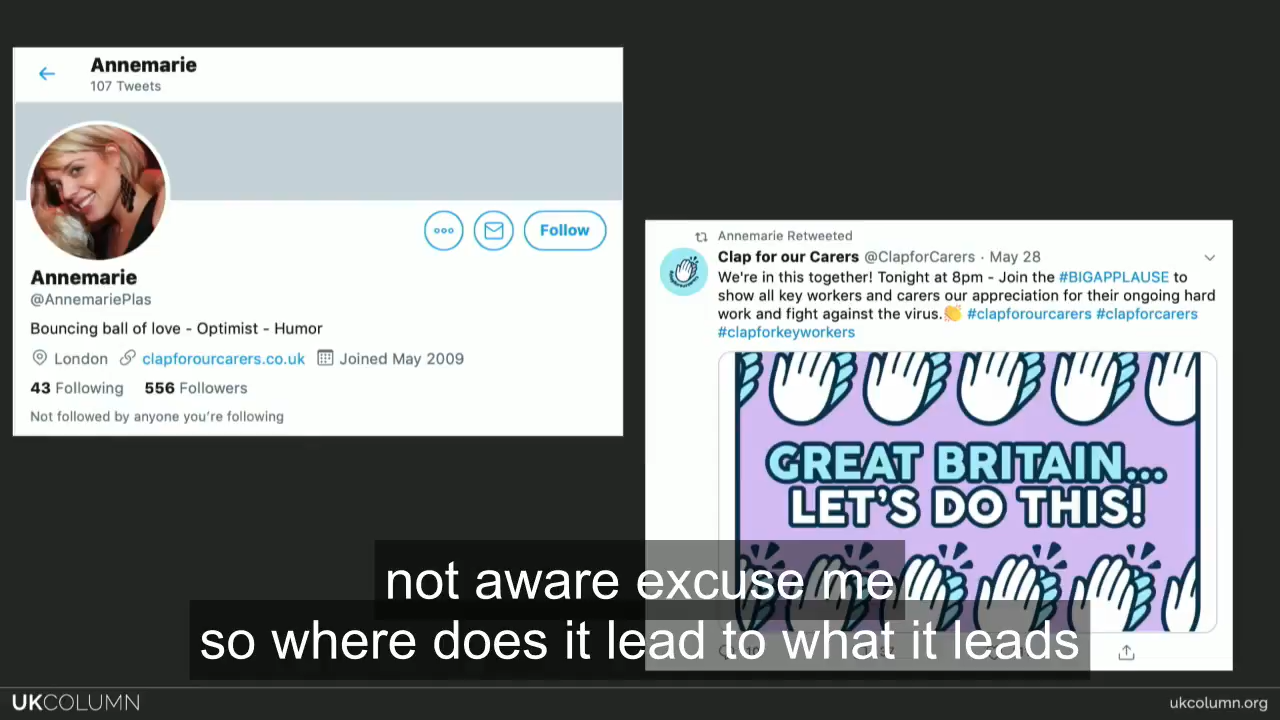 Annemarie
107 Tweets
Follow
Annemarie
@AnnemariePlas
Bouncing ball of love - Optimist - Humor
London clapforourcarers.co.uk Joined May 2009
43 Following 556 Followers
Not followed by anyone you're following
Annemarie Retweeted
Clap for our Carers @ClapforCarers · May 28
We're in this together! Tonight at 8pm - Join the #BIGAPPLAUSE to
show all key workers and carers our appreciation for their ongoing hard
work and fight against the virus.👏 #clapforourcarers #clapforcarers
#clapforkeyworkers
GREAT BRITAIN...
LET'S DO THIS!
not aware excuse me
so where does it lead to what it leads
UKCOLUMN
ukcolumn.org